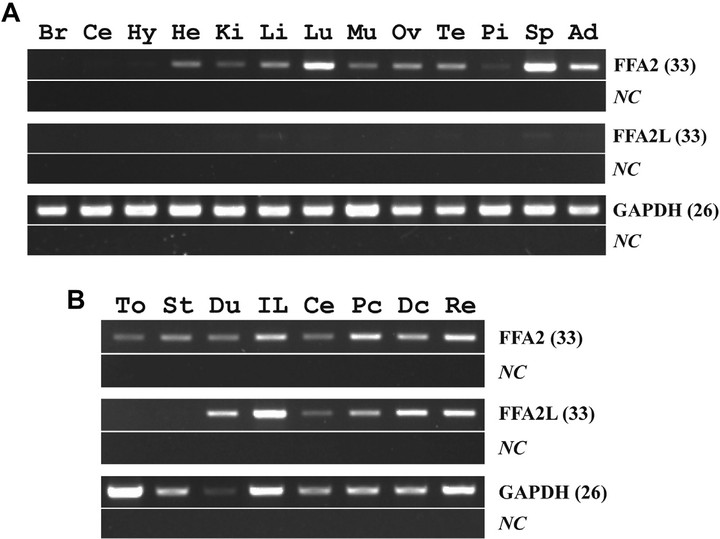 A
Br Ce Hy He Ki Li Lu Mu Ov Te Pi Sp Ad
FFA2 (33)
NC
FFA2L (33)
NC
GAPDH (26)
NC
B
To St Du IL Ce Pc Dc Re
FFA2 (33)
NC
FFA2L (33)
NC
GAPDH (26)
NC